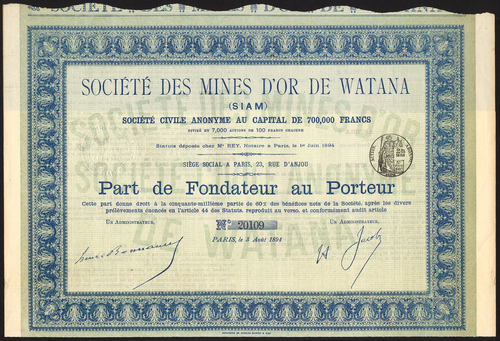 SOCIÉTÉ DES MINES D'OR DE WATANA
(SIAM)
SOCIÉTÉ CIVILE ANONYME AU CAPITAL DE 700,000 FRANCS
DIVISÉ EN 7,000 ACTIONS DE 100 FRANCS CHACUNE
Statuts déposés chez Mᵉ REY, Notaire à Paris, le 1ᵉʳ Juin 1894
SIÈGE SOCIAL A PARIS, 23, RUE D'ANJOU
Part de Fondateur au Porteur
Cette part donne droit à la cinquante-millième partie de 60% des bénéfices nets de la Société, après les divers
prélèvements énoncés en l'article 44 des Statuts reproduit au verso, et conformément audit article
UN ADMINISTRATEUR, UN ADMINISTRATEUR,
Nº 20109
PARIS, le 3 Août 1894